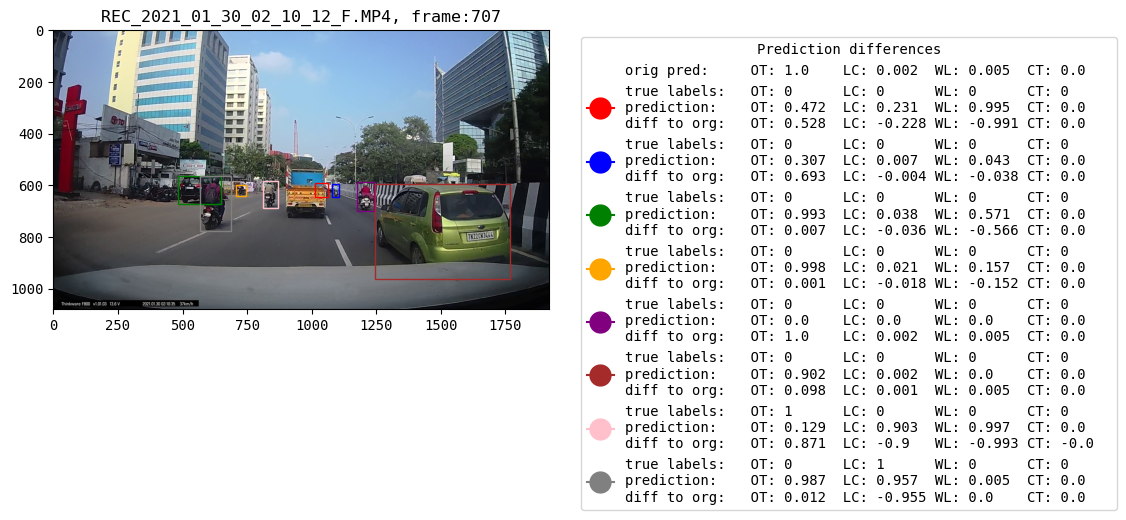 REC_2021_01_30_02_10_12_F.MP4, frame:707
0
200
400
600
800
1000
0 250 500 750 1000 1250 1500 1750
Prediction differences
orig pred: OT: 1.0 LC: 0.002 WL: 0.005 CT: 0.0
true labels: OT: 0 LC: 0 WL: 0 CT: 0
prediction: OT: 0.472 LC: 0.231 WL: 0.995 CT: 0.0
diff to org: OT: 0.528 LC: -0.228 WL: -0.991 CT: 0.0
true labels: OT: 0 LC: 0 WL: 0 CT: 0
prediction: OT: 0.307 LC: 0.007 WL: 0.043 CT: 0.0
diff to org: OT: 0.693 LC: -0.004 WL: -0.038 CT: 0.0
true labels: OT: 0 LC: 0 WL: 0 CT: 0
prediction: OT: 0.993 LC: 0.038 WL: 0.571 CT: 0.0
diff to org: OT: 0.007 LC: -0.036 WL: -0.566 CT: 0.0
true labels: OT: 0 LC: 0 WL: 0 CT: 0
prediction: OT: 0.998 LC: 0.021 WL: 0.157 CT: 0.0
diff to org: OT: 0.001 LC: -0.018 WL: -0.152 CT: 0.0
true labels: OT: 0 LC: 0 WL: 0 CT: 0
prediction: OT: 0.0 LC: 0.0 WL: 0.0 CT: 0.0
diff to org: OT: 1.0 LC: 0.002 WL: 0.005 CT: 0.0
true labels: OT: 0 LC: 0 WL: 0 CT: 0
prediction: OT: 0.902 LC: 0.002 WL: 0.0 CT: 0.0
diff to org: OT: 0.098 LC: 0.001 WL: 0.005 CT: 0.0
true labels: OT: 1 LC: 0 WL: 0 CT: 0
prediction: OT: 0.129 LC: 0.903 WL: 0.997 CT: 0.0
diff to org: OT: 0.871 LC: -0.9 WL: -0.993 CT: -0.0
true labels: OT: 0 LC: 1 WL: 0 CT: 0
prediction: OT: 0.987 LC: 0.957 WL: 0.005 CT: 0.0
diff to org: OT: 0.012 LC: -0.955 WL: 0.0 CT: 0.0